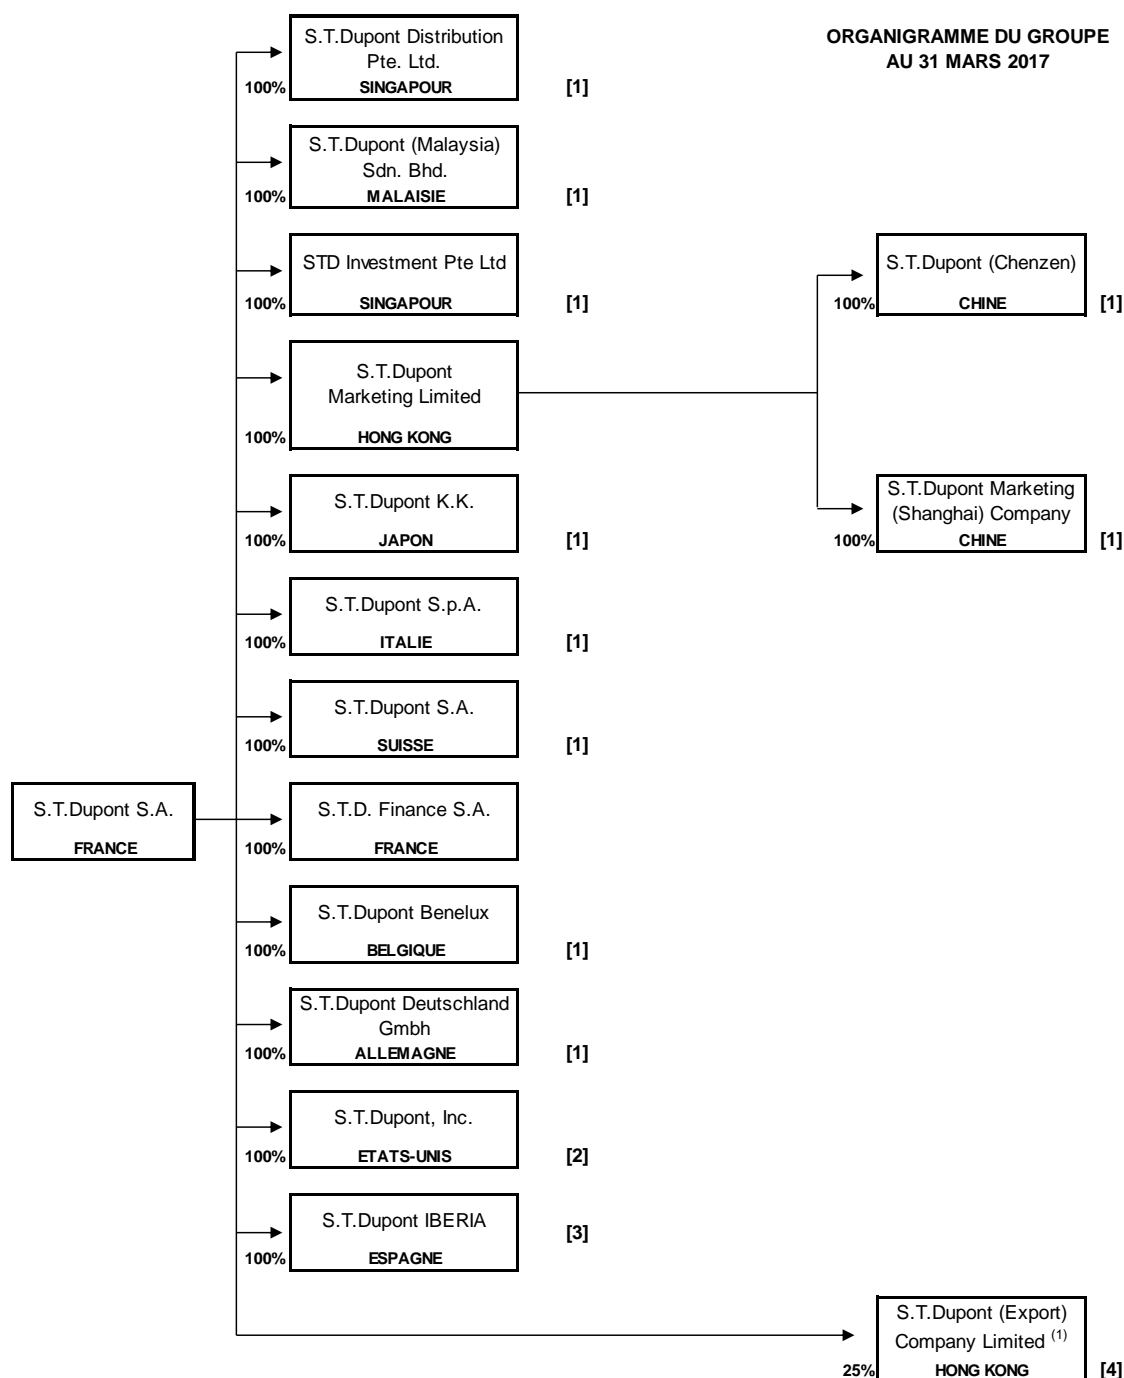 ORGANIGRAMME DU GROUPE
AU 31 MARS 2017
S.T.Dupont Distribution
Pte. Ltd.
100% SINGAPOUR [1]
S.T.Dupont (Malaysia)
Sdn. Bhd.
100% MALAISIE [1]
STD Investment Pte Ltd
100% SINGAPOUR [1]
S.T.Dupont (Chenzen)
100% CHINE [1]
S.T.Dupont
Marketing Limited
100% HONG KONG
S.T.Dupont K.K.
100% JAPON [1]
S.T.Dupont Marketing
(Shanghai) Company
100% CHINE [1]
S.T.Dupont S.p.A.
100% ITALIE [1]
S.T.Dupont S.A.
100% SUISSE [1]
S.T.Dupont S.A.
FRANCE
S.T.D. Finance S.A.
100% FRANCE
S.T.Dupont Benelux
100% BELGIQUE [1]
S.T.Dupont Deutschland
Gmbh
100% ALLEMAGNE [1]
S.T.Dupont, Inc.
100% ETATS-UNIS [2]
S.T.Dupont IBERIA [3]
100% ESPAGNE
S.T.Dupont (Export)
Company Limited (1)
25% HONG KONG [4]